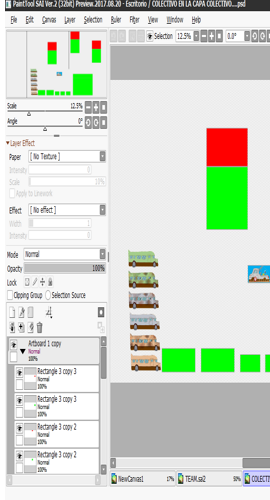 PaintTool SAI Ver.2 (32bit) Preview.2017.08.20 - Escritorio / COLECTIVO EN LA CAPA COLECTIVO....psd
File Edit Canvas Layer Selection Ruler Filter View Window Help
Selection 12.5% 0.0°
Scale 12.5%
Angle 0°
Layer Effect
Paper [ No Texture ]
Intensity
Scale 10%
Apply to Linework
Effect [ No effect ]
Width 1
Intensity
Mode Normal
Opacity 100%
Lock
Clipping Group Selection Source
Artboard 1 copy
Normal
100%
Rectangle 3 copy 3
Normal
100%
Rectangle 3 copy 3
Normal
100%
Rectangle 3 copy 2
Normal
100%
Rectangle 3 copy 2
Normal
100%
NewCanvas1 17% TEAM.sai2 50% COLECTI